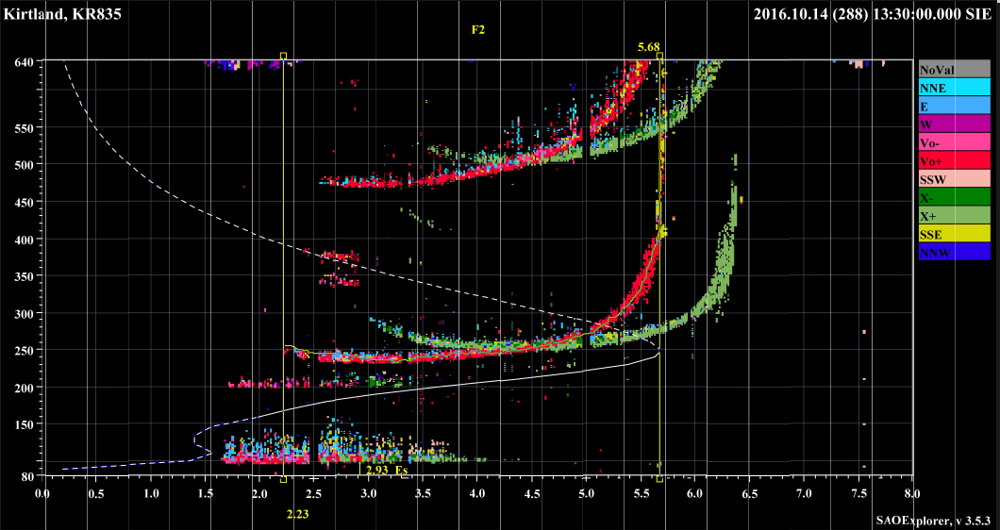 Kirtland, KR835
2016.10.14 (288) 13:30:00.000 SIE
F2
5.68
640
550
500
450
400
350
300
250
200
150
80
NoVal
NNE
E
W
Vo-
Vo+
SSW
X-
X+
SSE
NNW
2.93 Es
0.0 0.5 1.0 1.5 2.0 2.5 3.0 3.5 4.0 4.5 5.0 5.5 6.0 6.5 7.0 7.5 8.0
2.23
SAOExplorer, v 3.5.3